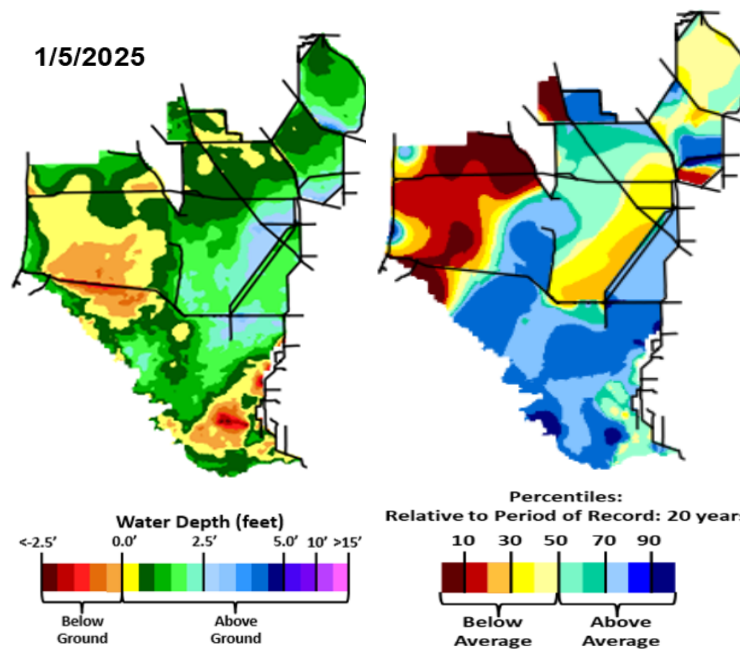 1/5/2025
Water Depth (feet)
<-2.5' 0.0' 2.5' 5.0' 10' >15'
Below
Ground
Above
Ground
Percentiles:
Relative to Period of Record: 20 years
10 30 50 70 90
Below
Average
Above
Average